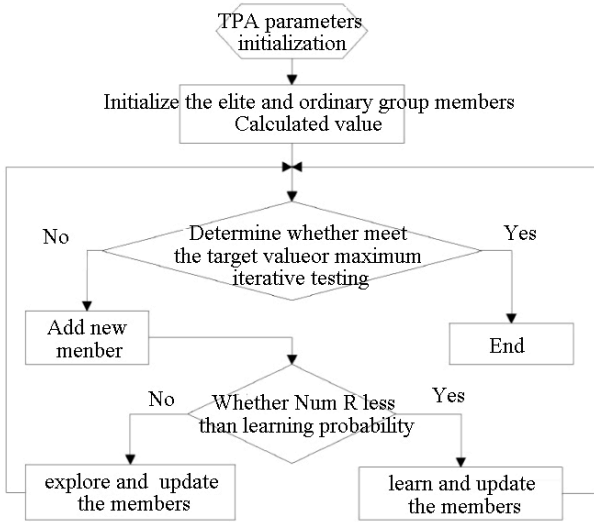 TPA parameters
initialization
Initialize the elite and ordinary group members
Calculated value
No
Yes
Determine whether meet
the target valueor maximum
iterative testing
Add new
menber
End
No
Yes
Whether Num R less
than learning probability
explore and update
the members
learn and update
the members